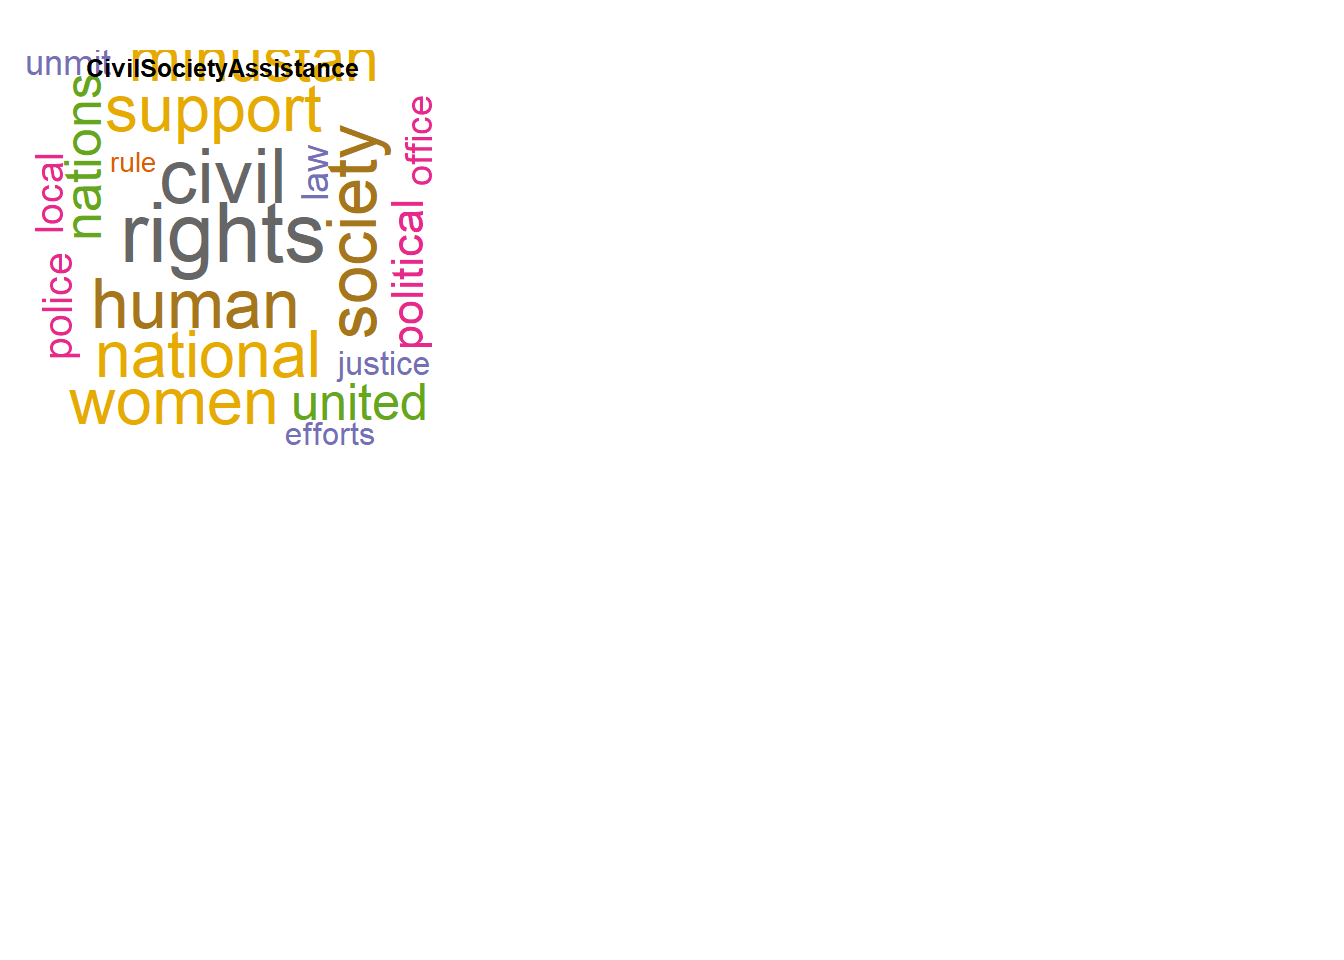 unmit
minustah
CivilSocietyAssistance
nations
support
office
local
rule
civil
law
society
rights
political
police
human
national
justice
women
united
efforts